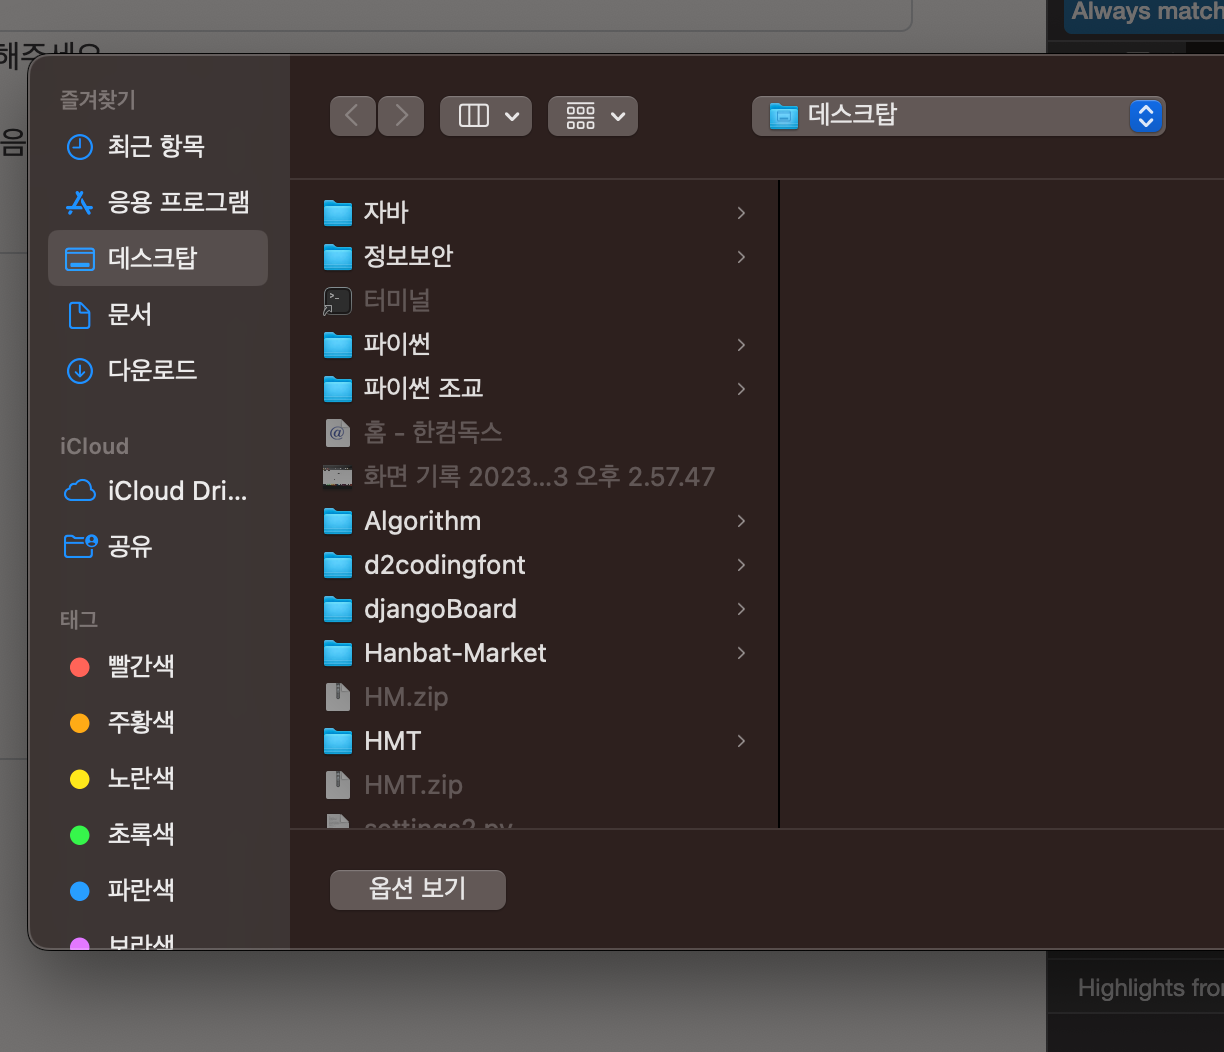 Always match
해주세요
음
즐겨찾기
최근 항목
응용 프로그램
데스크탑
문서
다운로드
iCloud
iCloud Dri...
공유
태그
빨간색
주황색
노란색
초록색
파란색
보라색
데스크탑
자바
정보보안
터미널
파이썬
파이썬 조교
홈 - 한컴독스
화면 기록 2023...3 오후 2.57.47
Algorithm
d2codingfont
djangoBoard
Hanbat-Market
HM.zip
HMT
HMT.zip
settings2.py
옵션 보기
Highlights fro